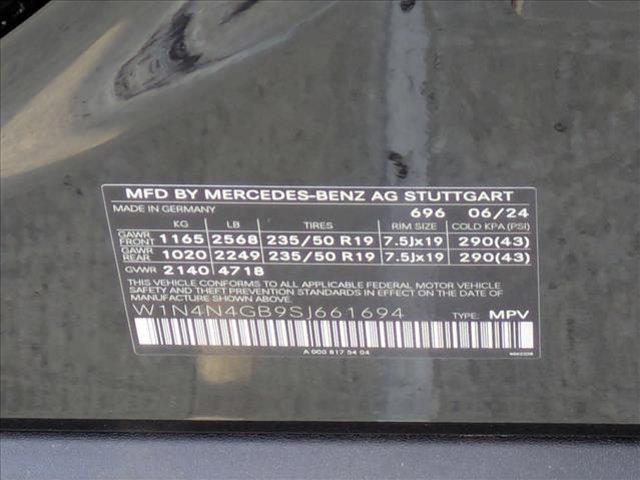 MFD BY MERCEDES-BENZ AG STUTTGART
MADE IN GERMANY 696 06/24
KG LB TIRES RIM SIZE COLD KPA (PSI)
GAWR FRONT 1165 2568 235/50 R19 7.5Jx19 290(43)
GAWR REAR 1020 2249 235/50 R19 7.5Jx19 290(43)
GVWR 2140 4718
THIS VEHICLE CONFORMS TO ALL APPLICABLE FEDERAL MOTOR VEHICLE
SAFETY AND THEFT PREVENTION STANDARDS IN EFFECT ON THE DATE OF
MANUFACTURE SHOWN ABOVE.
W1N4N4GB9SJ661694 TYPE: MPV
A 000 817 54 04